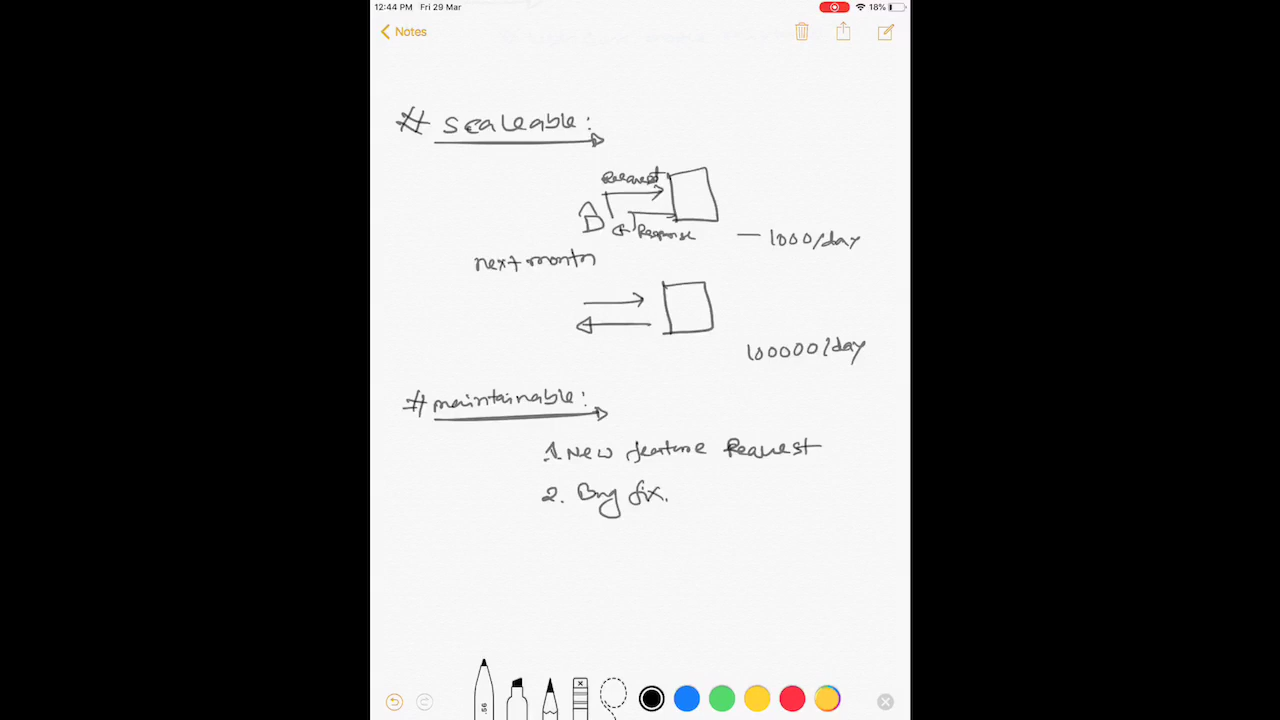 12:44 PM Fri 29 Mar
18%
Notes
# scaleable:
Request
Response
— 1000/day
next month
100000/day
# maintainable:
1. New feature Request
2. Bug fix.
.56